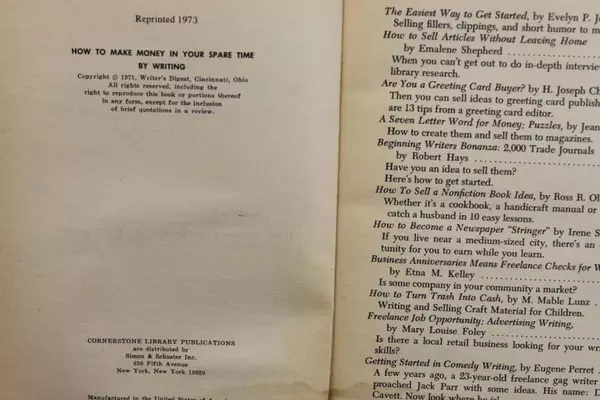 Reprinted 1973
HOW TO MAKE MONEY IN YOUR SPARE TIME
BY WRITING
Copyright © 1971, Writer's Digest, Cincinnati, Ohio
All rights reserved, including the
right to reproduce this book or portions thereof
in any form, except for the inclusion
of brief quotations in a review.
CORNERSTONE LIBRARY PUBLICATIONS
are distributed by
Simon & Schuster Inc.
630 Fifth Avenue
New York, New York 10020
Manufactured in the United States of
The Easiest Way to Get Started, by Evelyn P.
Selling fillers, clippings, and short humor to
How to Sell Articles Without Leaving Home
by Emalene Shepherd
When you can't get out to do in-depth
library research.
Are You a Greeting Card Buyer? by H. Joseph
Then you can sell ideas to greeting card
are 13 tips from a greeting card editor.
A Seven Letter Word for Money; Puzzles, by Jean
How to create them and sell them to magazines.
Beginning Writers Bonanza: 2,000 Trade Journals
by Robert Hays
Have you an idea to sell them?
Here's how to get started.
How To Sell a Nonfiction Book Idea, by Ross R.
Whether it's a cookbook, a handicraft manual or
catch a husband in 10 easy lessons.
How to Become a Newspaper "Stringer" by Irene S
If you live near a medium-sized city, there's an
tunity for you to earn while you learn.
Business Anniversaries Means Freelance Checks for
by Etna M. Kelley
Is some company in your community a market?
How to Turn Trash Into Cash, by M. Mable Lunz
Writing and Selling Craft Material for Children.
Freelance Job Opportunity; Advertising Writing,
by Mary Louise Foley
Is there a local retail business looking for your
skills?
Getting Started in Comedy Writing, by Eugene Perret
A few years ago, a 23-year-old freelance gag writer
proached Jack Parr with some ideas. His name:
Cavett. Now look where